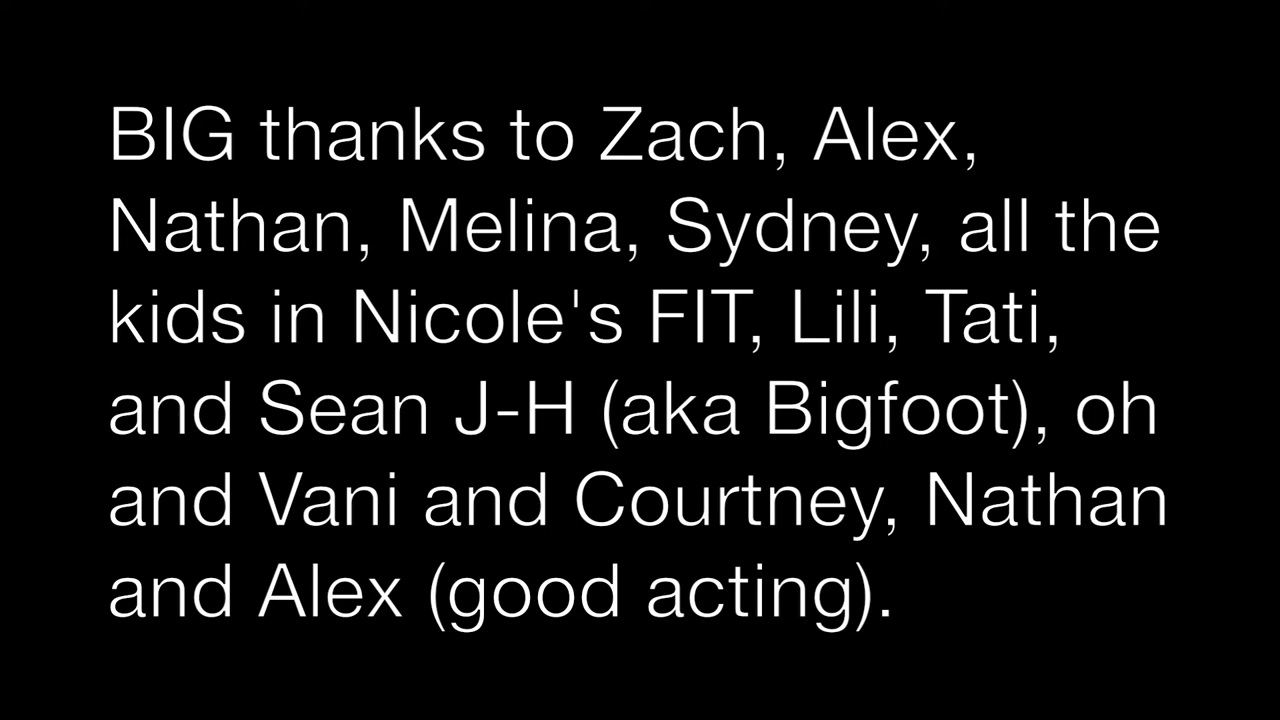 BIG thanks to Zach, Alex,
Nathan, Melina, Sydney, all the
kids in Nicole's FIT, Lili, Tati,
and Sean J-H (aka Bigfoot), oh
and Vani and Courtney, Nathan
and Alex (good acting).